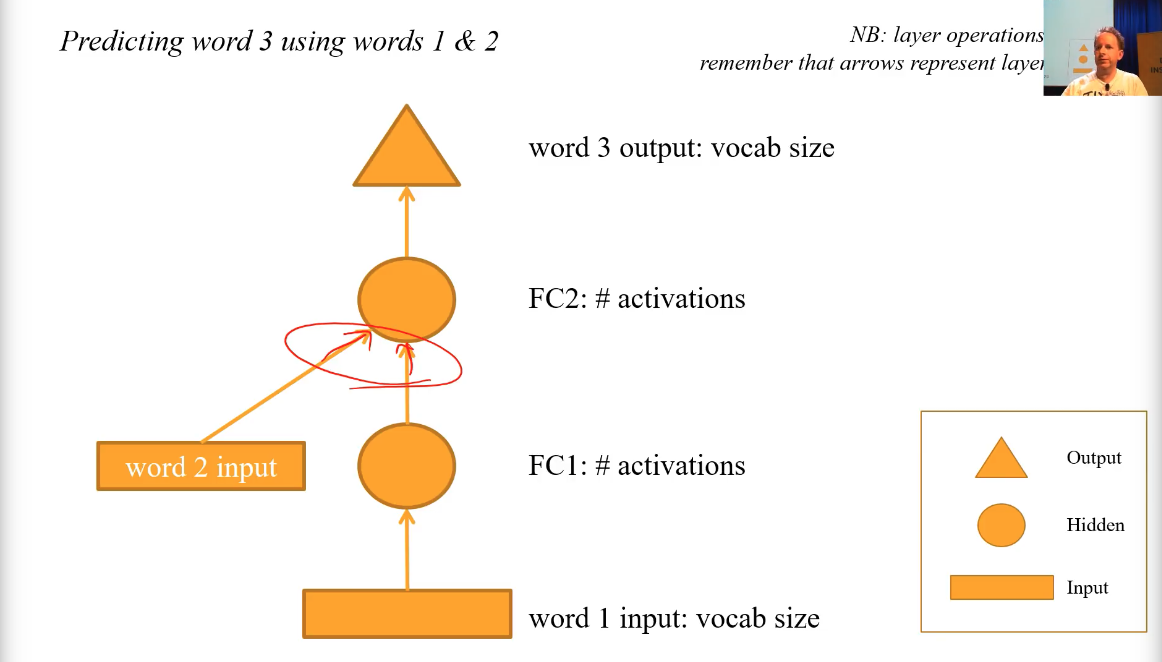 Predicting word 3 using words 1 & 2
NB: layer operations
remember that arrows represent layer
word 3 output: vocab size
FC2: # activations
word 2 input
FC1: # activations
word 1 input: vocab size
Output
Hidden
Input